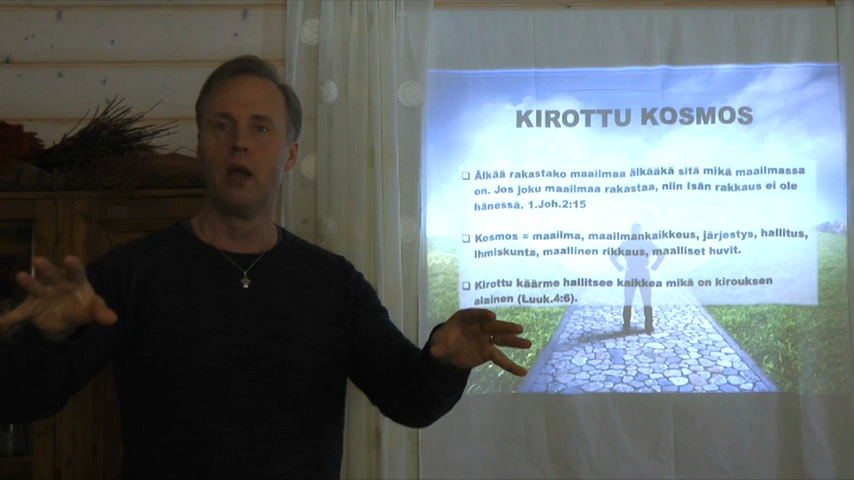 KIROTTU KOSMOS
❑ Älkää rakastako maailmaa älkääkä sitä mikä maailmassa
on. Jos joku maailmaa rakastaa, niin Isän rakkaus ei ole
hänessä. 1.Joh.2:15
❑ Kosmos = maailma, maailmankaikkeus, järjestys, hallitus,
Ihmiskunta, maallinen rikkaus, maalliset huvit.
❑ Kirottu käärme hallitsee kaikkea mikä on kirouksen
alainen (Luuk.4:6).